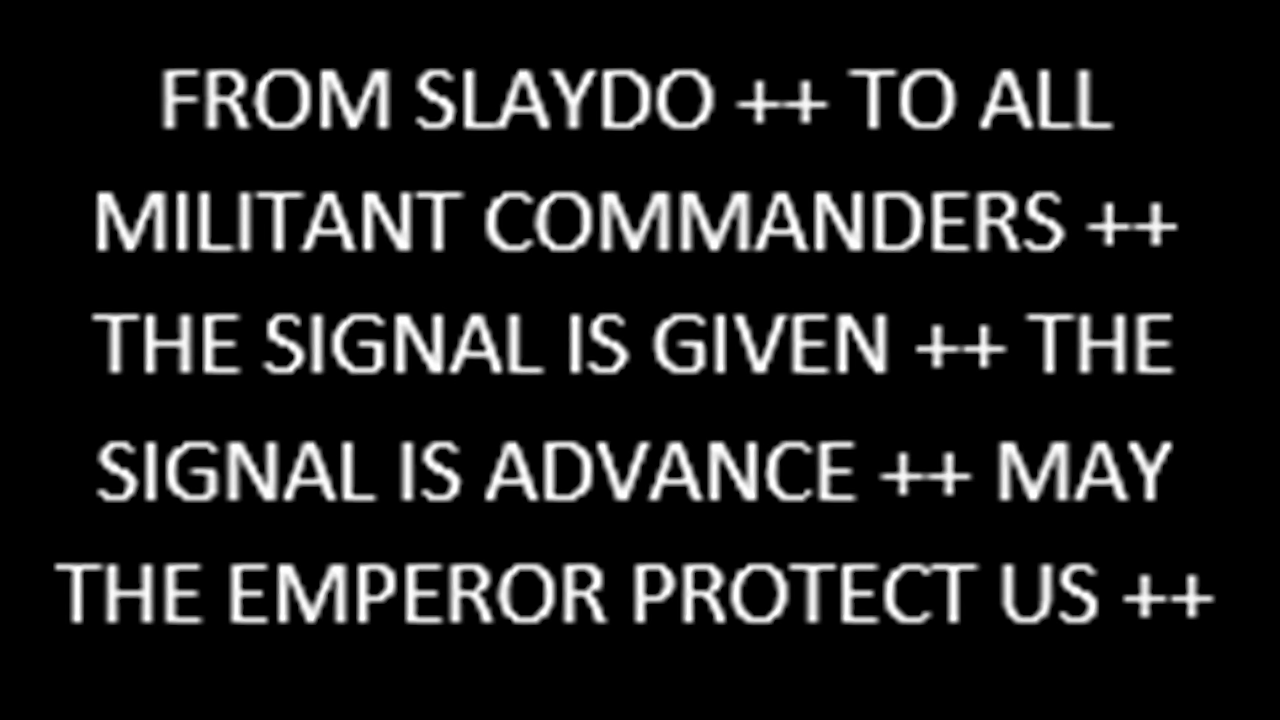 FROM SLAYDO ++ TO ALL
MILITANT COMMANDERS ++
THE SIGNAL IS GIVEN ++ THE
SIGNAL IS ADVANCE ++ MAY
THE EMPEROR PROTECT US ++